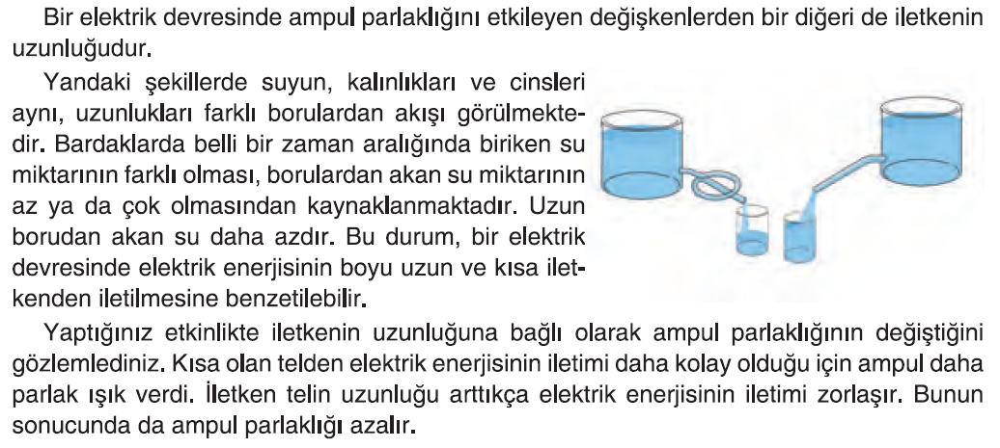 Bir elektrik devresinde ampul parlaklığını etkileyen değişkenlerden bir diğeri de iletkenin
uzunluğudur.
Yandaki şekillerde suyun, kalınlıkları ve cinsleri
aynı, uzunlukları farklı borulardan akışı görülmekte-
dir. Bardaklarda belli bir zaman aralığında biriken su
miktarının farklı olması, borulardan akan su miktarının
az ya da çok olmasından kaynaklanmaktadır. Uzun
borudan akan su daha azdır. Bu durum, bir elektrik
devresinde elektrik enerjisinin boyu uzun ve kısa ilet-
kenden iletilmesine benzetilebilir.
Yaptığınız etkinlikte iletkenin uzunluğuna bağlı olarak ampul parlaklığının değiştiğini
gözlemlediniz. Kısa olan telden elektrik enerjisinin iletimi daha kolay olduğu için ampul daha
parlak ışık verdi. İletken telin uzunluğu arttıkça elektrik enerjisinin iletimi zorlaşır. Bunun
sonucunda da ampul parlaklığı azalır.